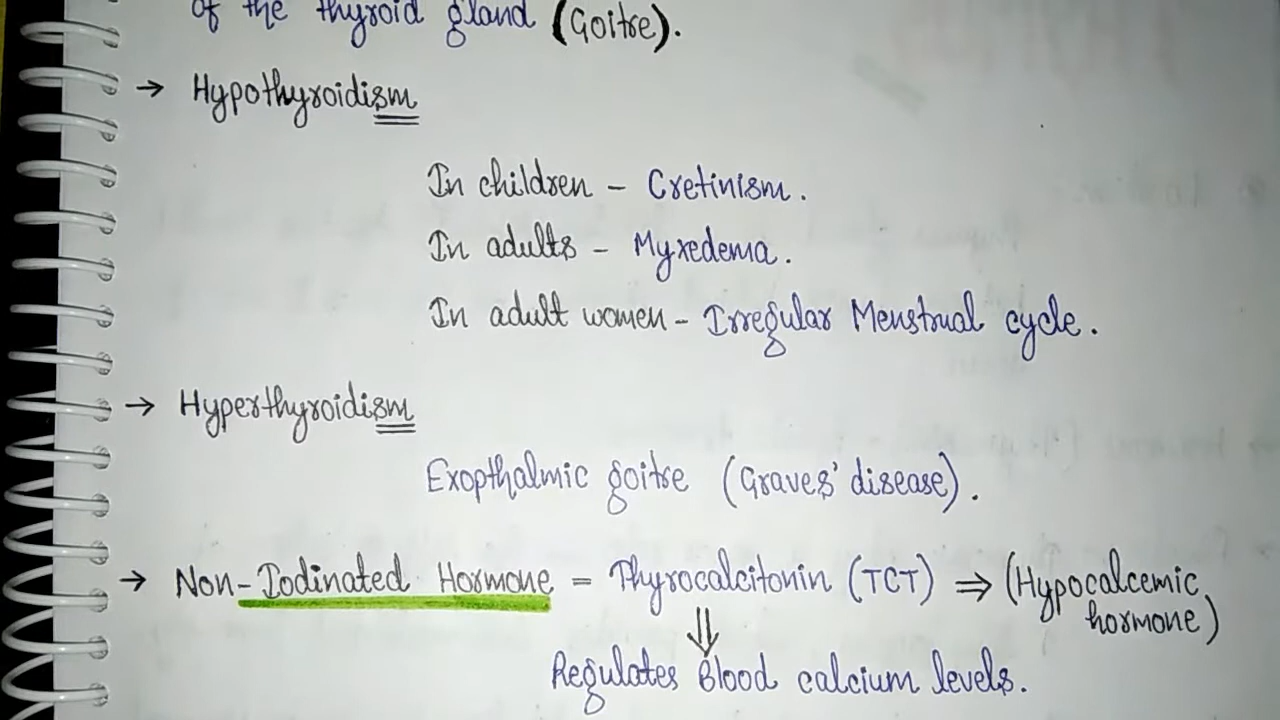 of the thyroid gland (Goitre).
→ Hypothyroidism
In children - Cretinism.
In adults - Myxedema.
In adult women - Irregular Menstrual cycle.
→ Hyperthyroidism
Exopthalmic goitre (Graves' disease).
→ Non-Iodinated Hormone = Thyrocalcitonin (TCT) ⇒ (Hypocalcemic
hormone)
⇓
Regulates Blood calcium levels.